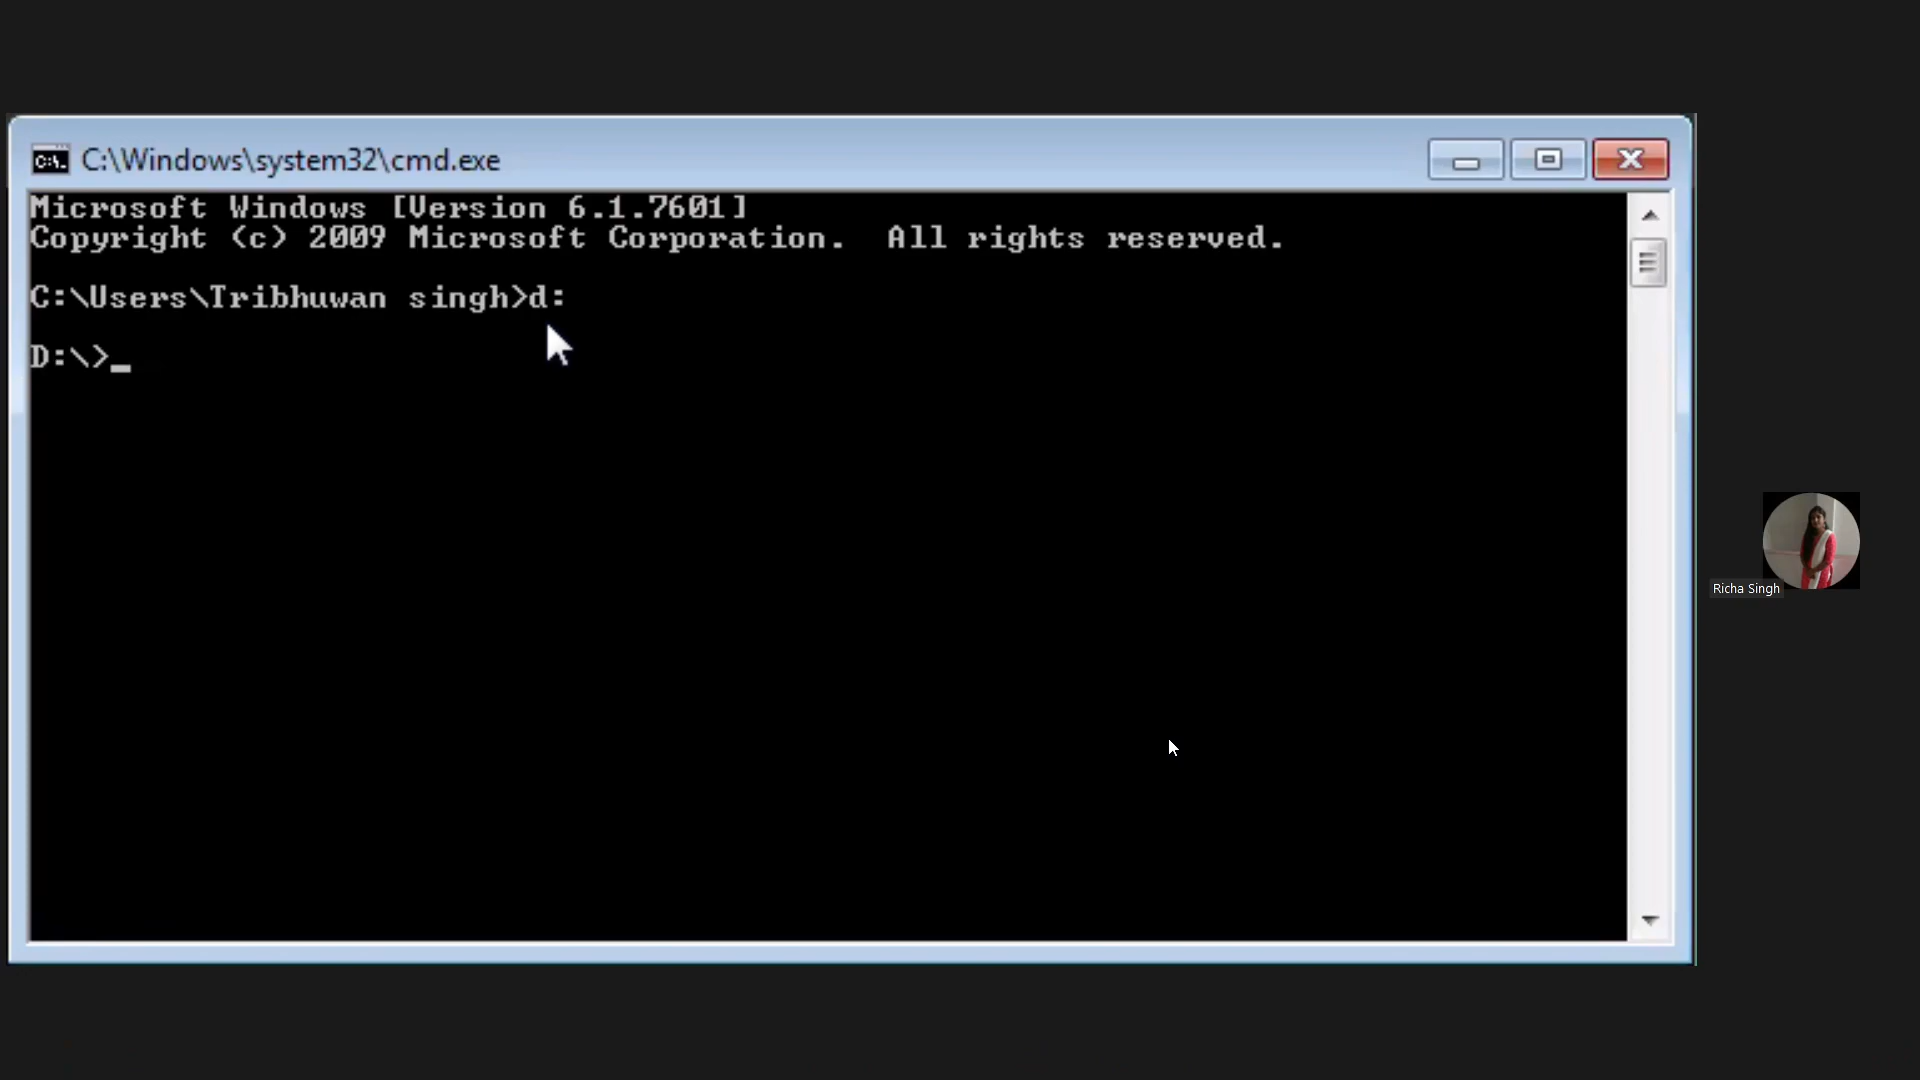 C:\Windows\system32\cmd.exe
Microsoft Windows [Version 6.1.7601]
Copyright (c) 2009 Microsoft Corporation.  All rights reserved.
C:\Users\Tribhuwan singh>d:
D:\>_
Richa Singh